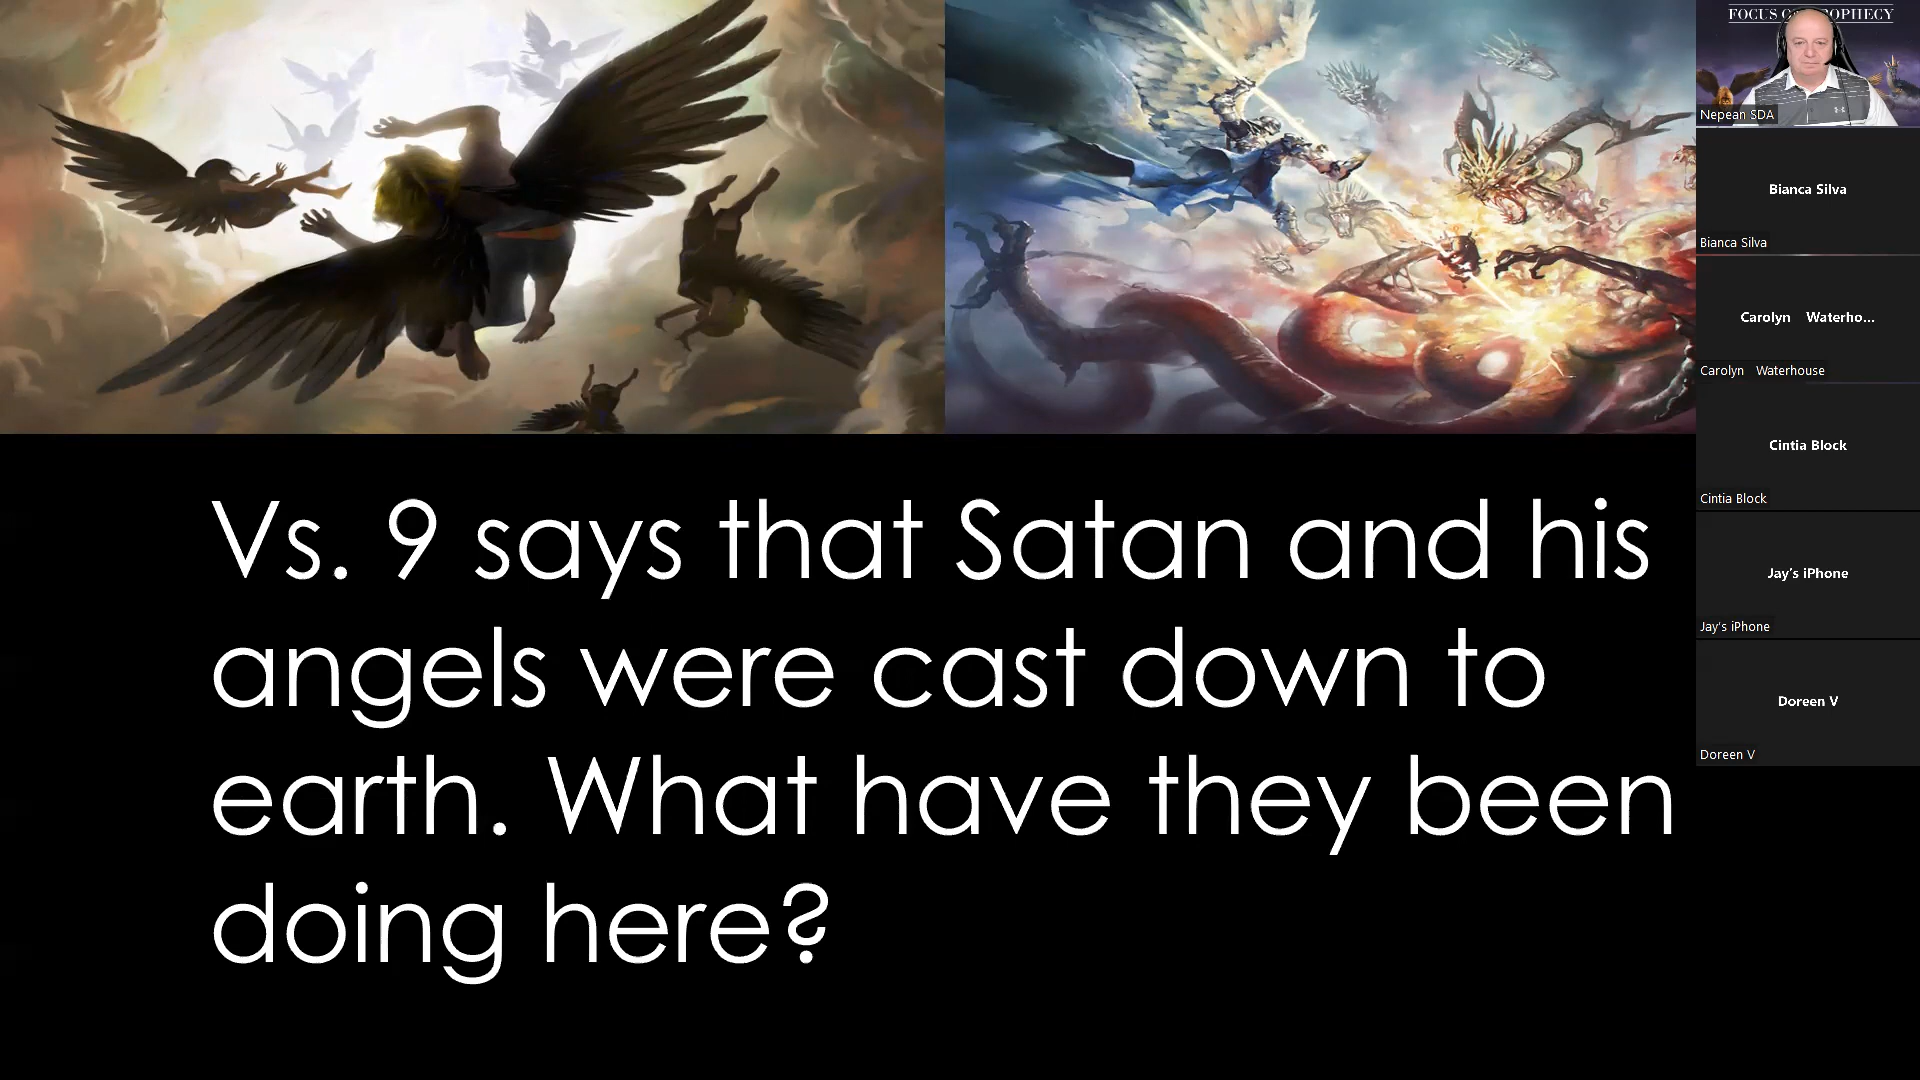 Vs. 9 says that Satan and his
angels were cast down to
earth. What have they been
doing here?
FOCUS O PROPHECY
Nepean SDA
Bianca Silva
Bianca Silva
Carolyn Waterho...
Carolyn Waterhouse
Cintia Block
Cintia Block
Jay's iPhone
Jay's iPhone
Doreen V
Doreen V